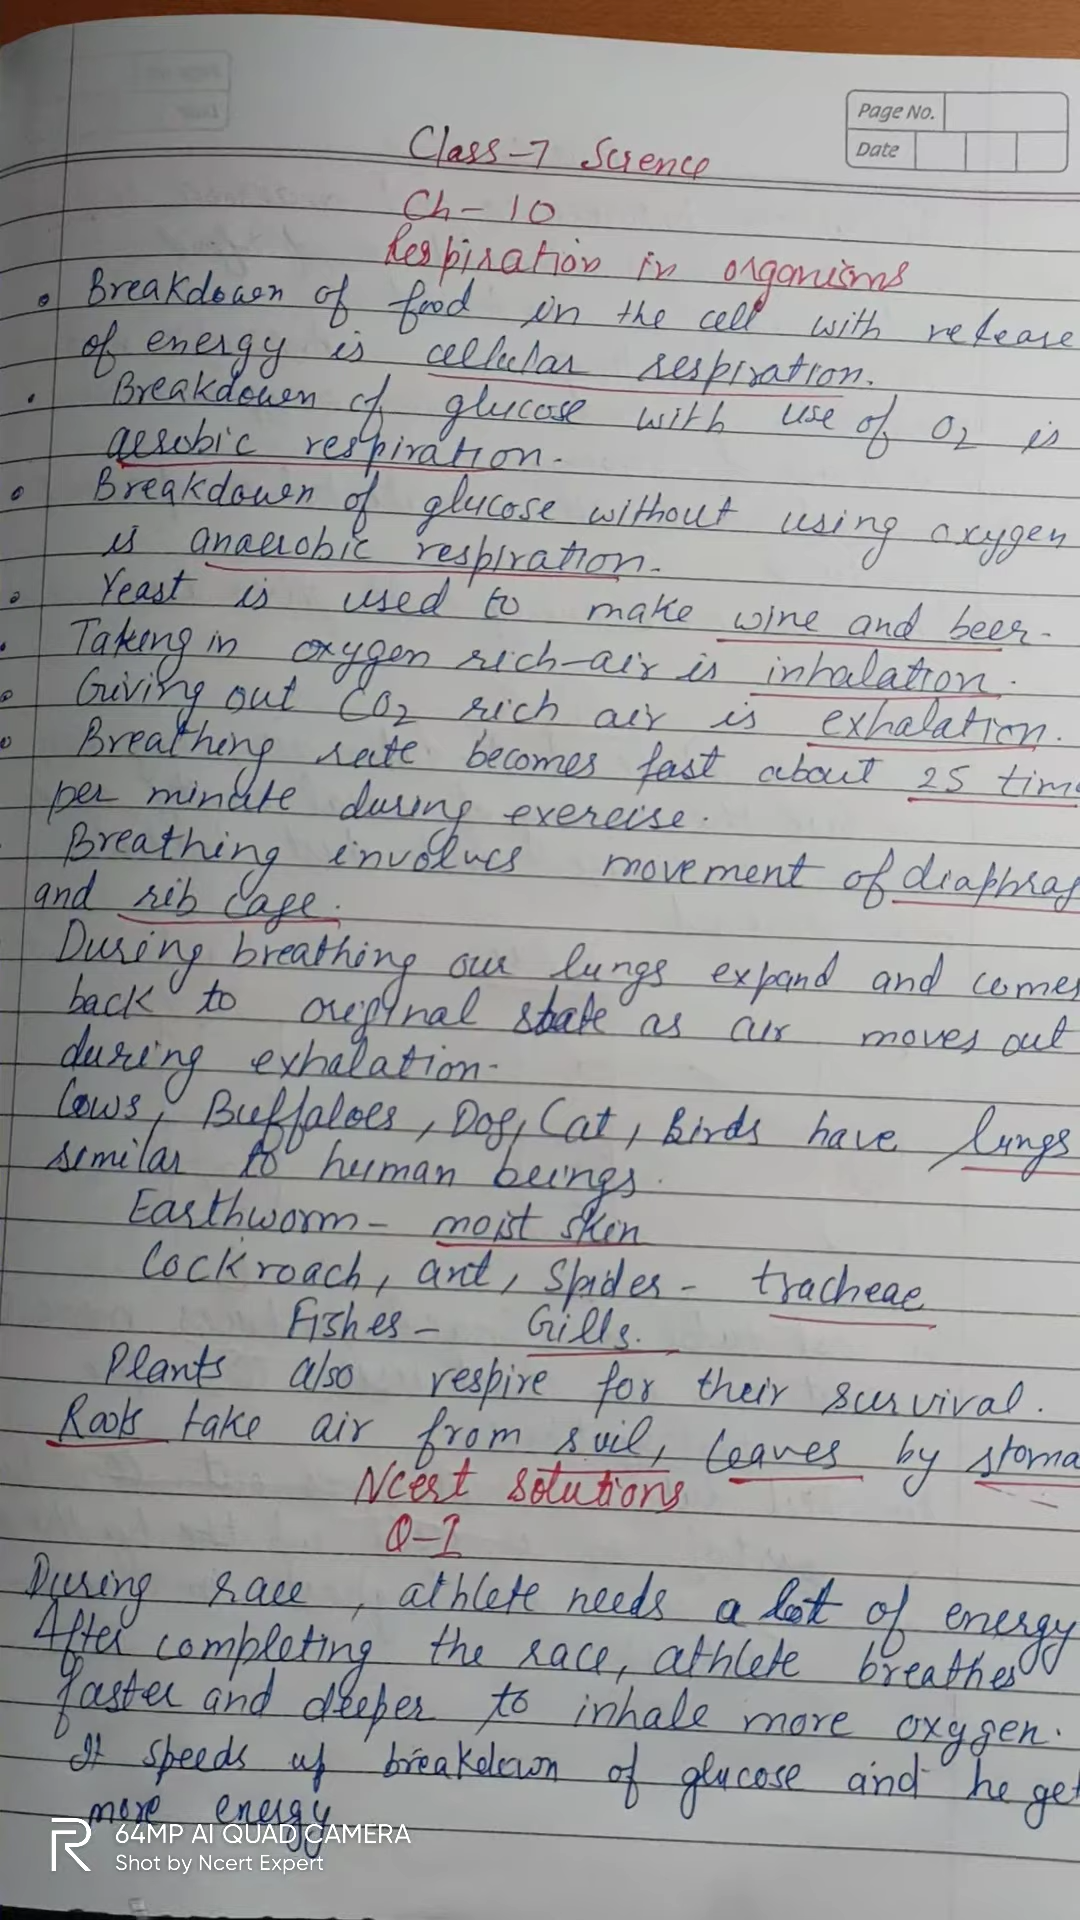 Page No.
Date
Class-7 Science
Ch-10
Respiration in organisms
Breakdown of food in the cell with release
of energy is cellular respiration.
Breakdown of glucose with use of O2 is
aerobic respiration.
Breakdown of glucose without using oxygen
is anaerobic respiration.
Yeast is used to make wine and beer.
Taking in oxygen rich-air is inhalation.
Giving out CO2 rich air is exhalation.
Breathing rate becomes fast about 25 time
per minute during exercise.
Breathing involves movement of diaphrag
and rib cage.
During breathing our lungs expand and comes
back to original state as air moves out
during exhalation.
Cows, Buffaloes, Dog, Cat, Birds have lungs
similar to human beings.
Earthworm - moist skin
Cockroach, ant, Spider - tracheae
Fishes - Gills.
Plants also respire for their survival.
Roots take air from soil, leaves by stoma
Ncert solutions
Q-1
During race, athlete needs a lot of energy
After completing the race, athlete breathes
faster and deeper to inhale more oxygen.
It speeds up breakdown of glucose and he get
more energy
64MP AI QUAD CAMERA
Shot by Ncert Expert